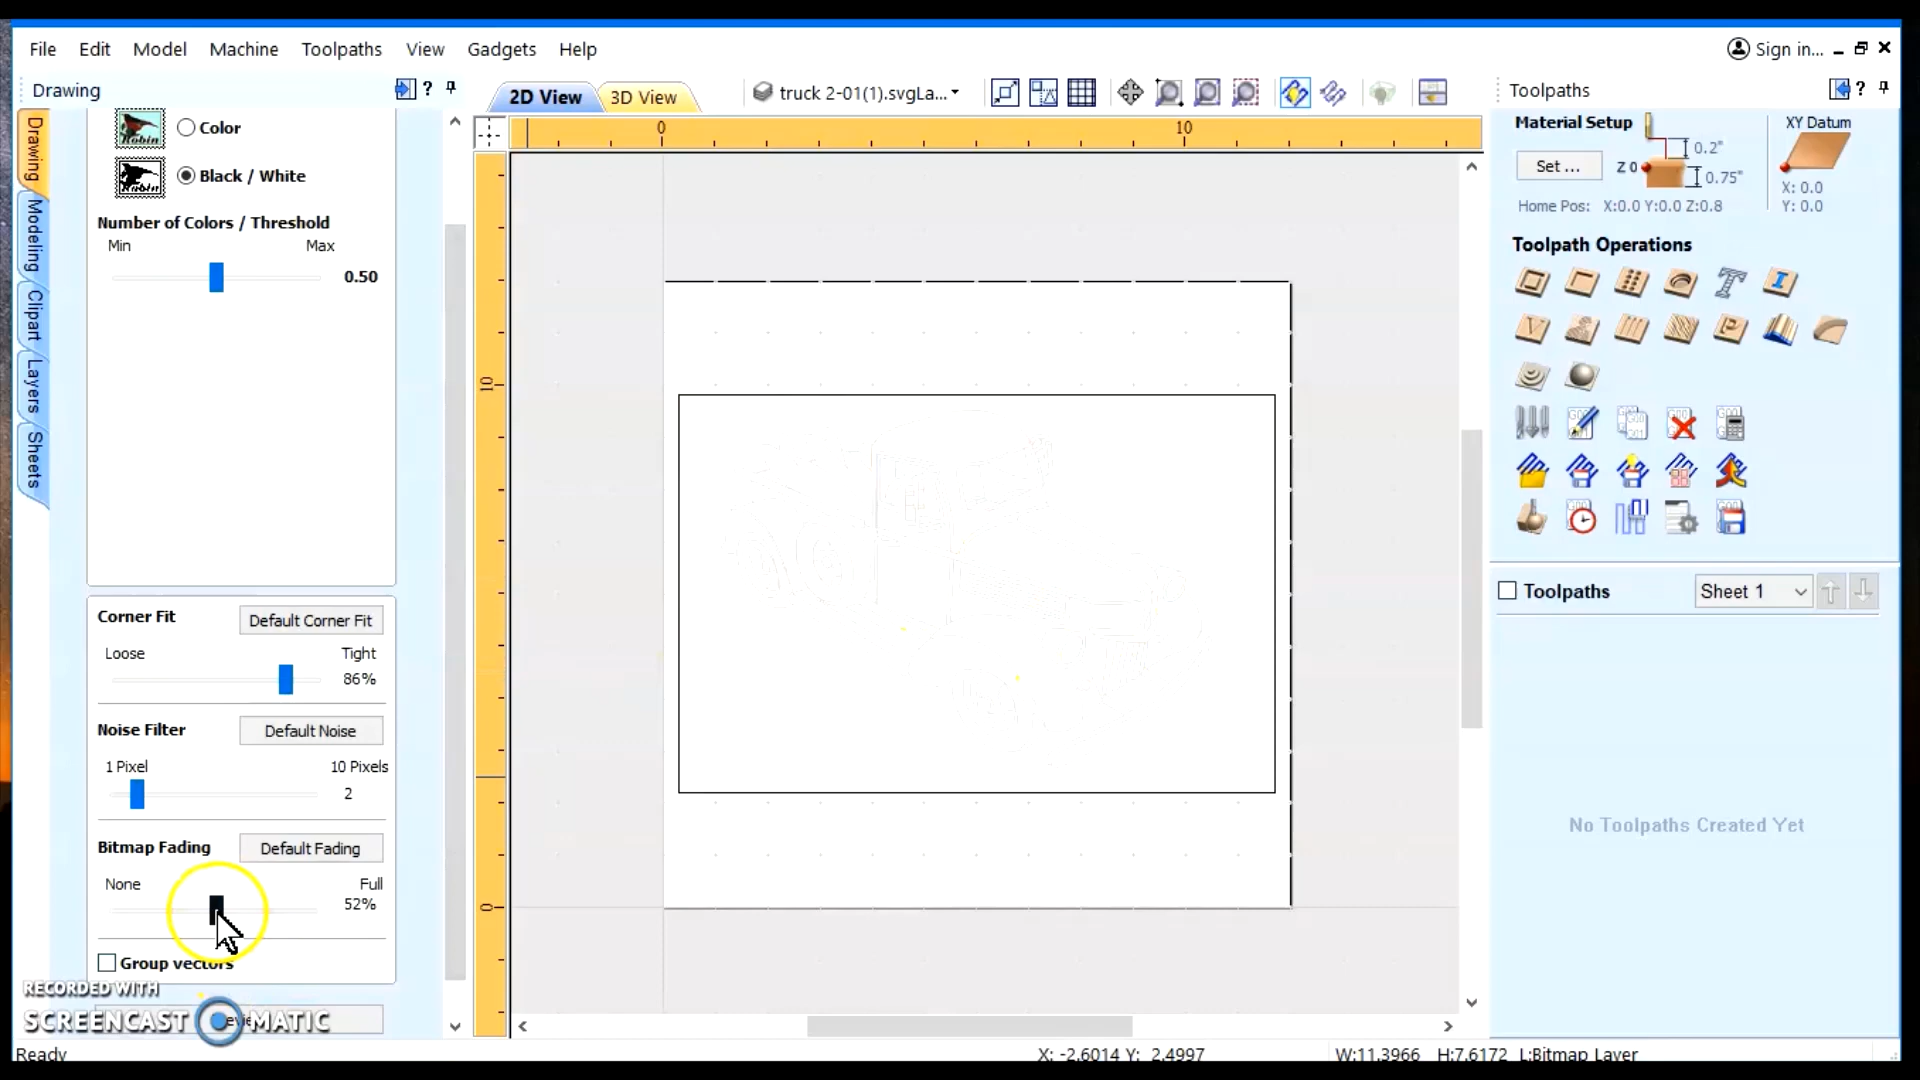 File Edit Model Machine Toolpaths View Gadgets Help
Sign in...
Drawing
2D View 3D View truck 2-01(1).svgLa...
Toolpaths
Color
Black / White
Number of Colors / Threshold
Min Max
0.50
Drawing
Modeling
Clipart
Layers
Sheets
Corner Fit Default Corner Fit
Loose Tight
86%
Noise Filter Default Noise
1 Pixel 10 Pixels
2
Bitmap Fading Default Fading
None Full
52%
Group vectors
RECORDED WITH
SCREENCAST MATIC
Ready
0 10
10
0
X: -2.6014 Y: 2.4997
W:11.3966 H:7.6172 L:Bitmap Layer
Material Setup
Set ...
Z 0
0.2"
0.75"
XY Datum
X: 0.0
Y: 0.0
Home Pos: X:0.0 Y:0.0 Z:0.8
Toolpath Operations
Toolpaths Sheet 1
No Toolpaths Created Yet